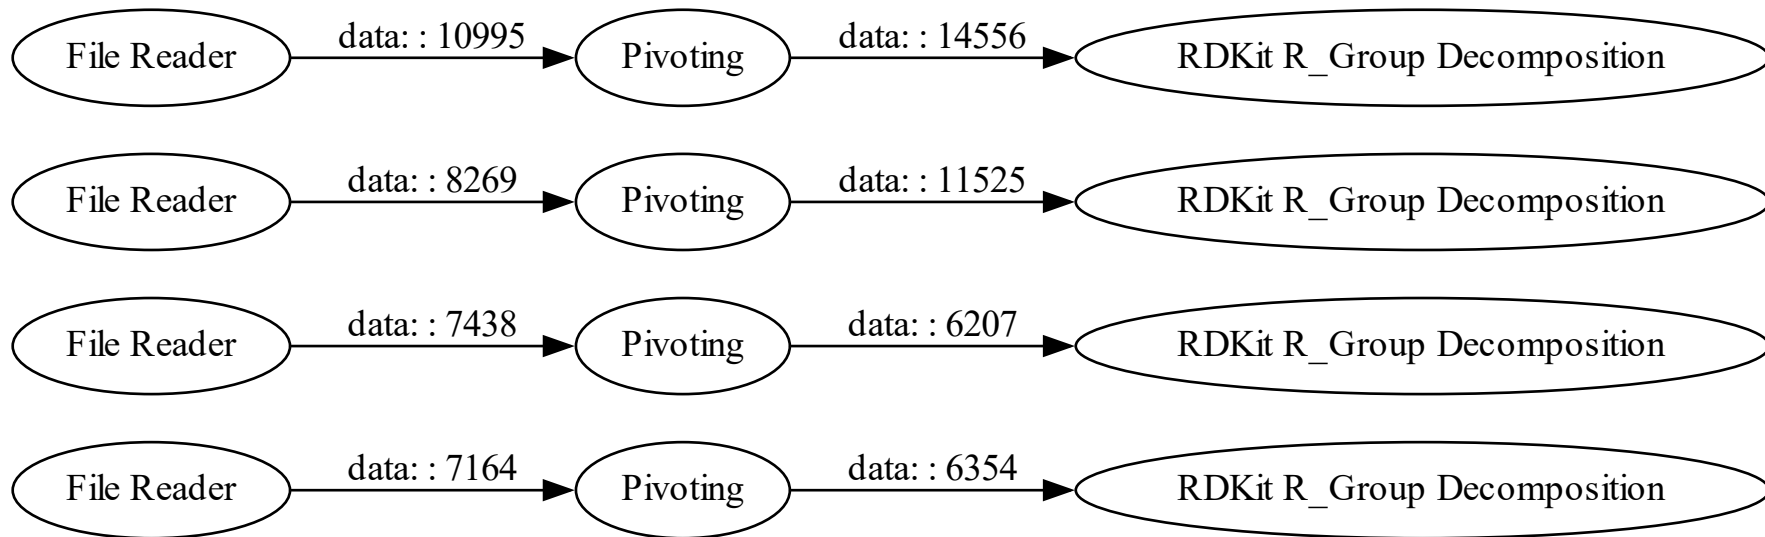 File Reader data: : 10995 Pivoting data: : 14556 RDKit R_Group Decomposition
File Reader data: : 8269 Pivoting data: : 11525 RDKit R_Group Decomposition
File Reader data: : 7438 Pivoting data: : 6207 RDKit R_Group Decomposition
File Reader data: : 7164 Pivoting data: : 6354 RDKit R_Group Decomposition